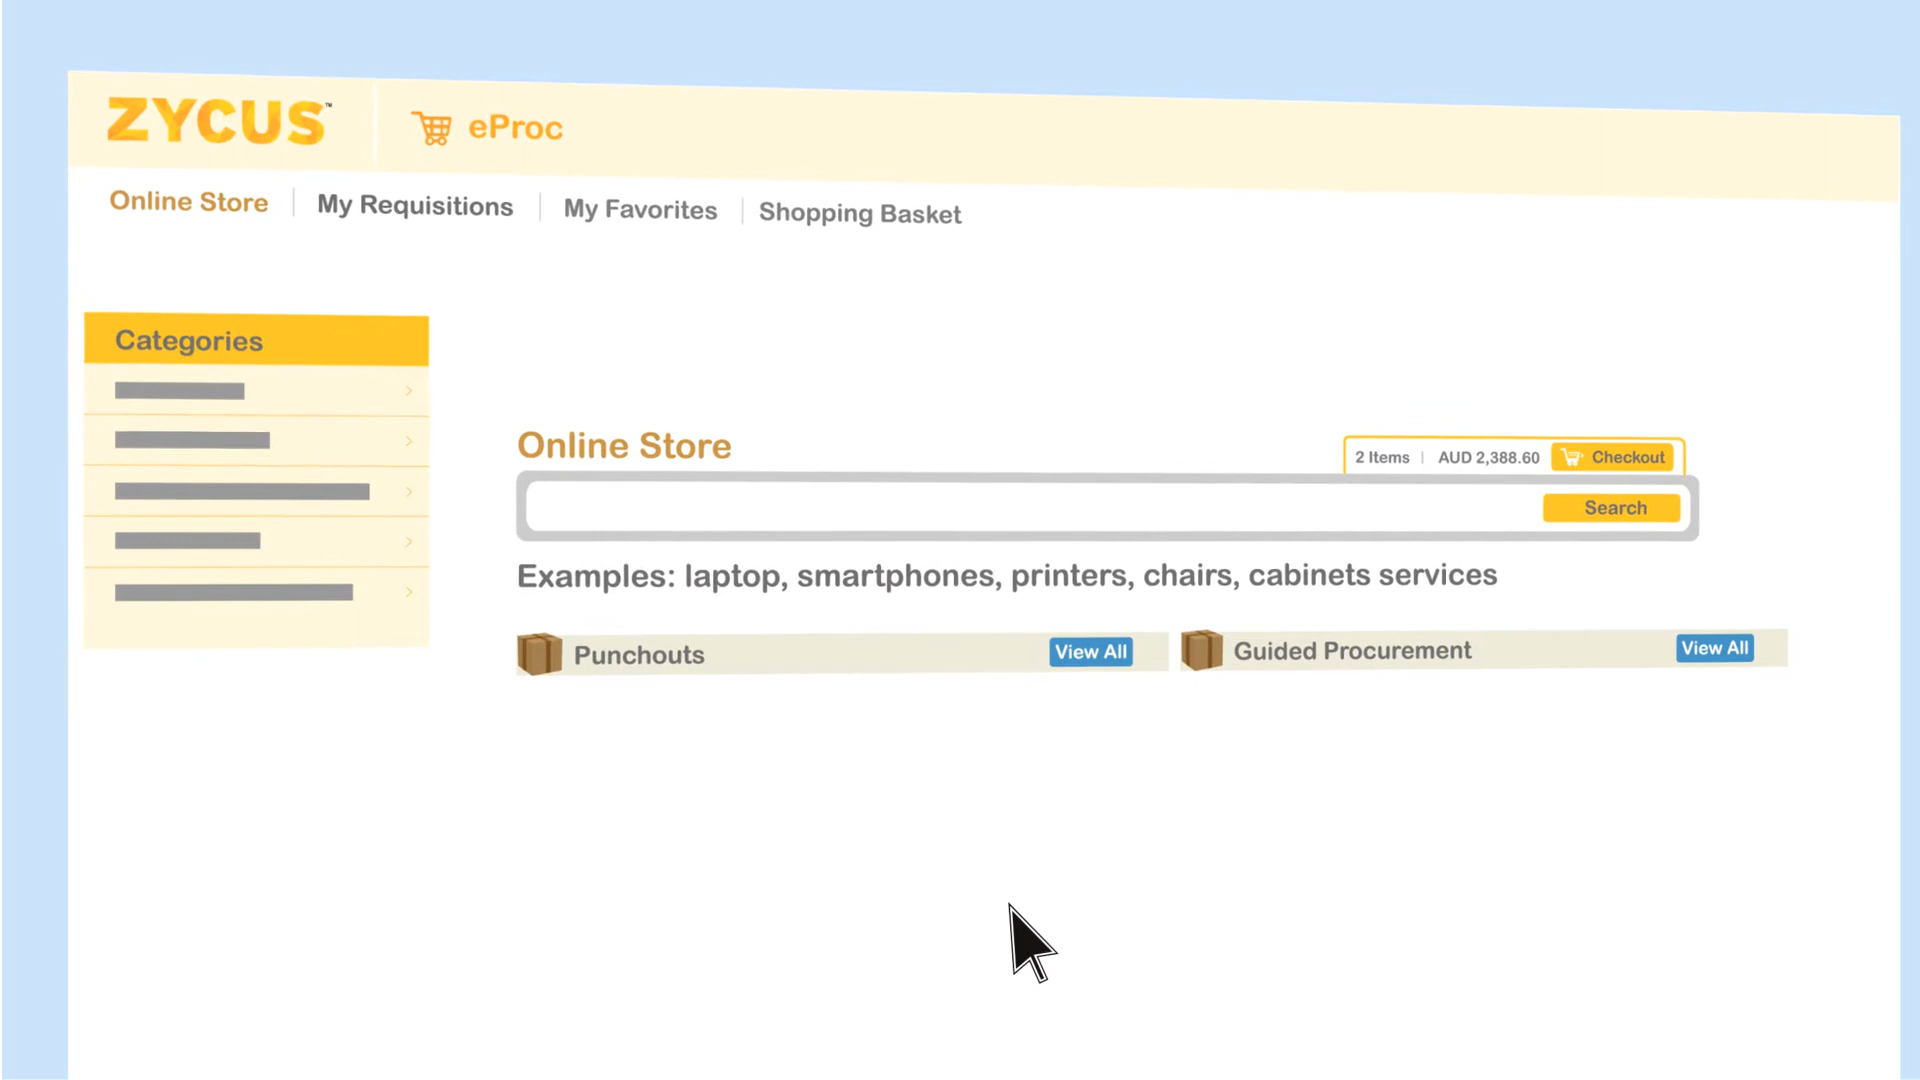 ZYCUS™
eProc
Online Store
My Requisitions
My Favorites
Shopping Basket
Categories
Online Store
2 Items
AUD 2,388.60
Checkout
Search
Examples: laptop, smartphones, printers, chairs, cabinets services
Punchouts
View All
Guided Procurement
View All